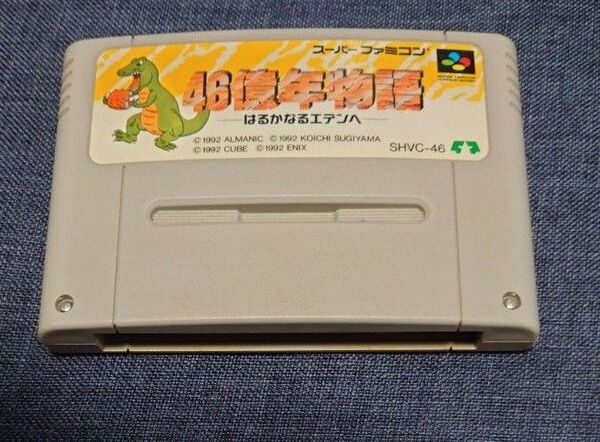 スーパーファミコン®
46億年物語
はるかなるエデンへ
©1992 ALMANIC ©1992 KOICHI SUGIYAMA
©1992 CUBE ©1992 ENIX
SHVC-46